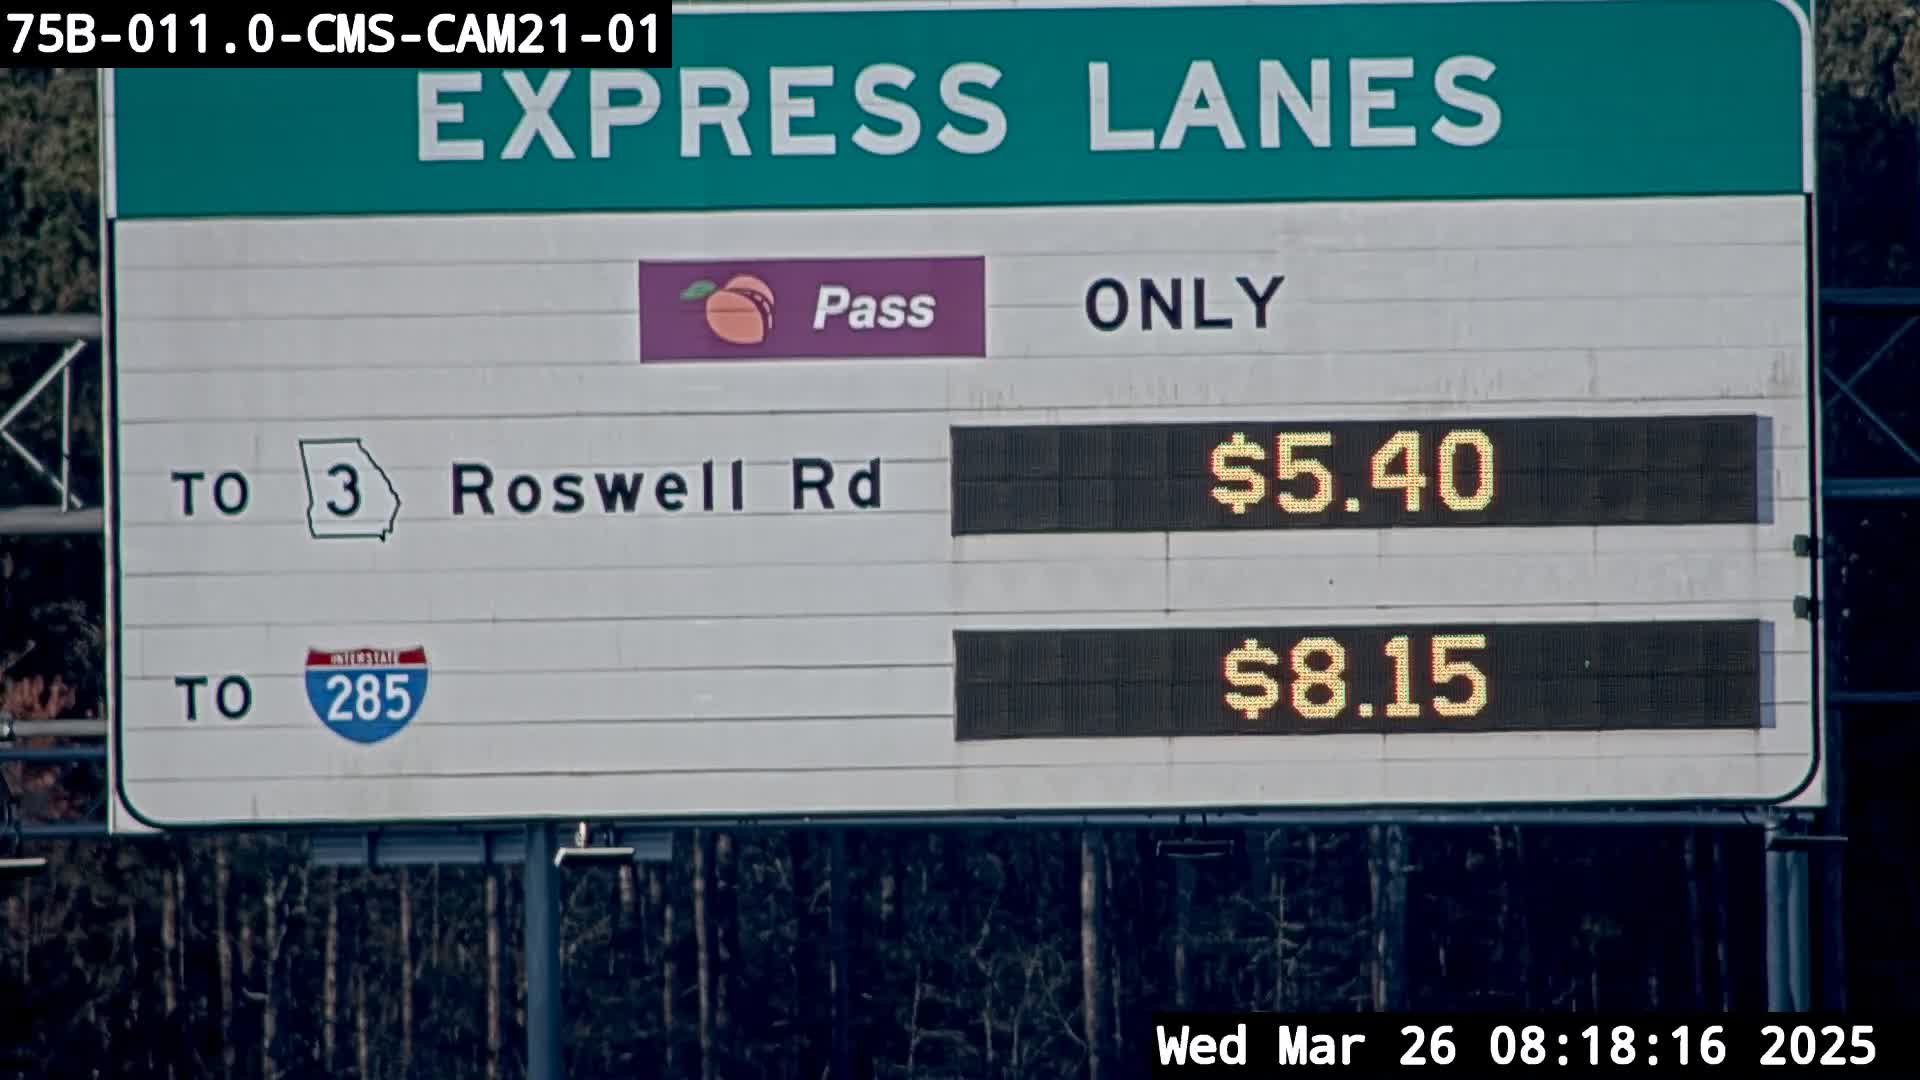 75B-011.0-CMS-CAM21-01
EXPRESS LANES
Pass ONLY
TO 3 Roswell Rd $5.40
INTERSTATE
TO 285 $8.15
Wed Mar 26 08:18:16 2025